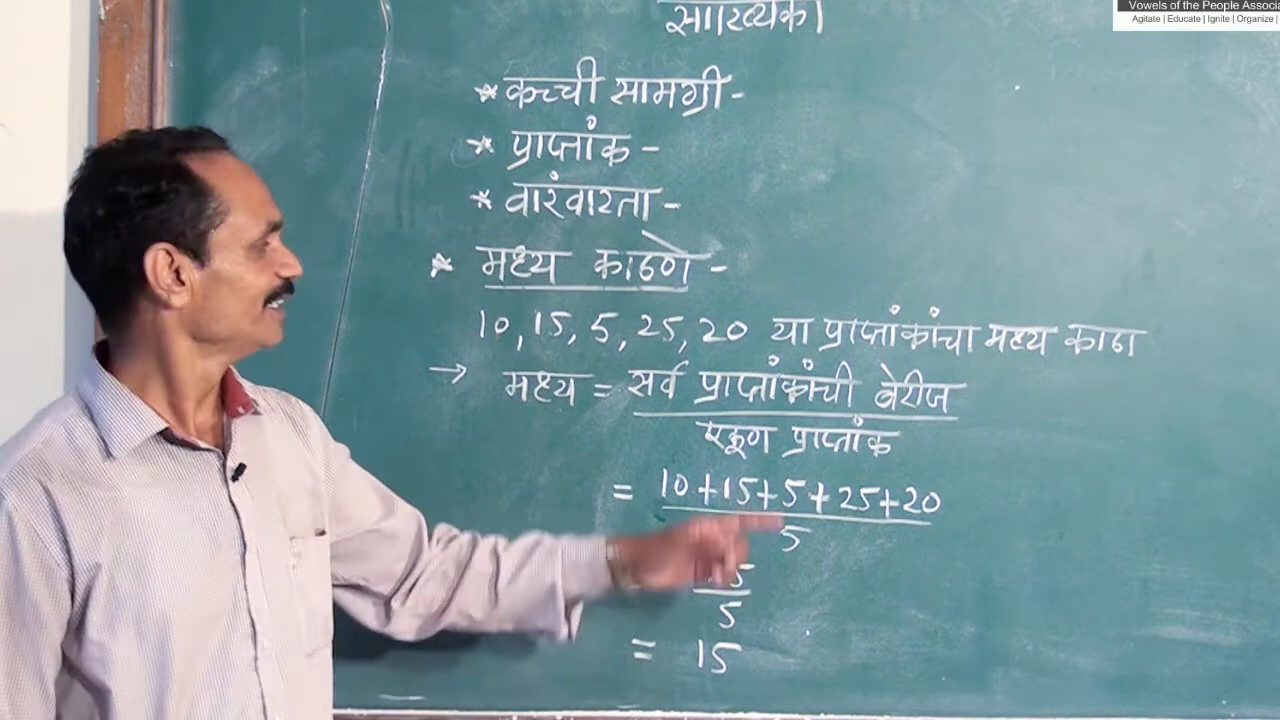 Vowels of the People Associa
Agitate | Educate | Ignite | Organize |
सांख्यिकी
* कच्ची सामग्री -
* प्राप्तांक -
* वारंवारता -
* मध्य काढणे -
10, 15, 5, 25, 20 या प्राप्तांकांचा मध्य काढा
→ मध्य = सर्व प्राप्तांकांची बेरीज
एकूण प्राप्तांक
= 10+15+5+25+20
5
5
5
= 15